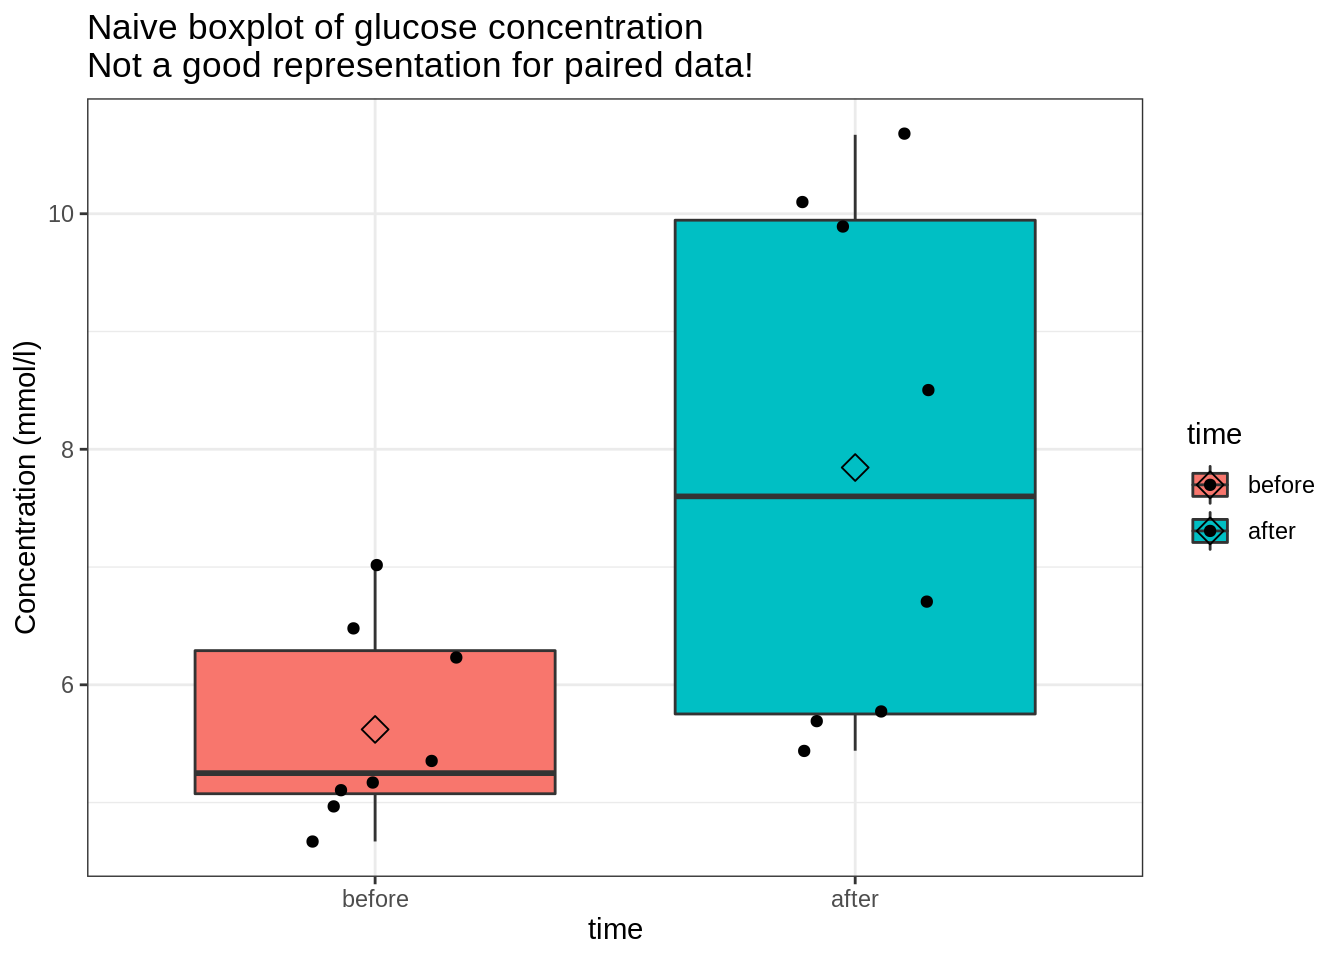 Naive boxplot of glucose concentration
Not a good representation for paired data!
Concentration (mmol/l)
10
8
6
before
after
time
time
before
after